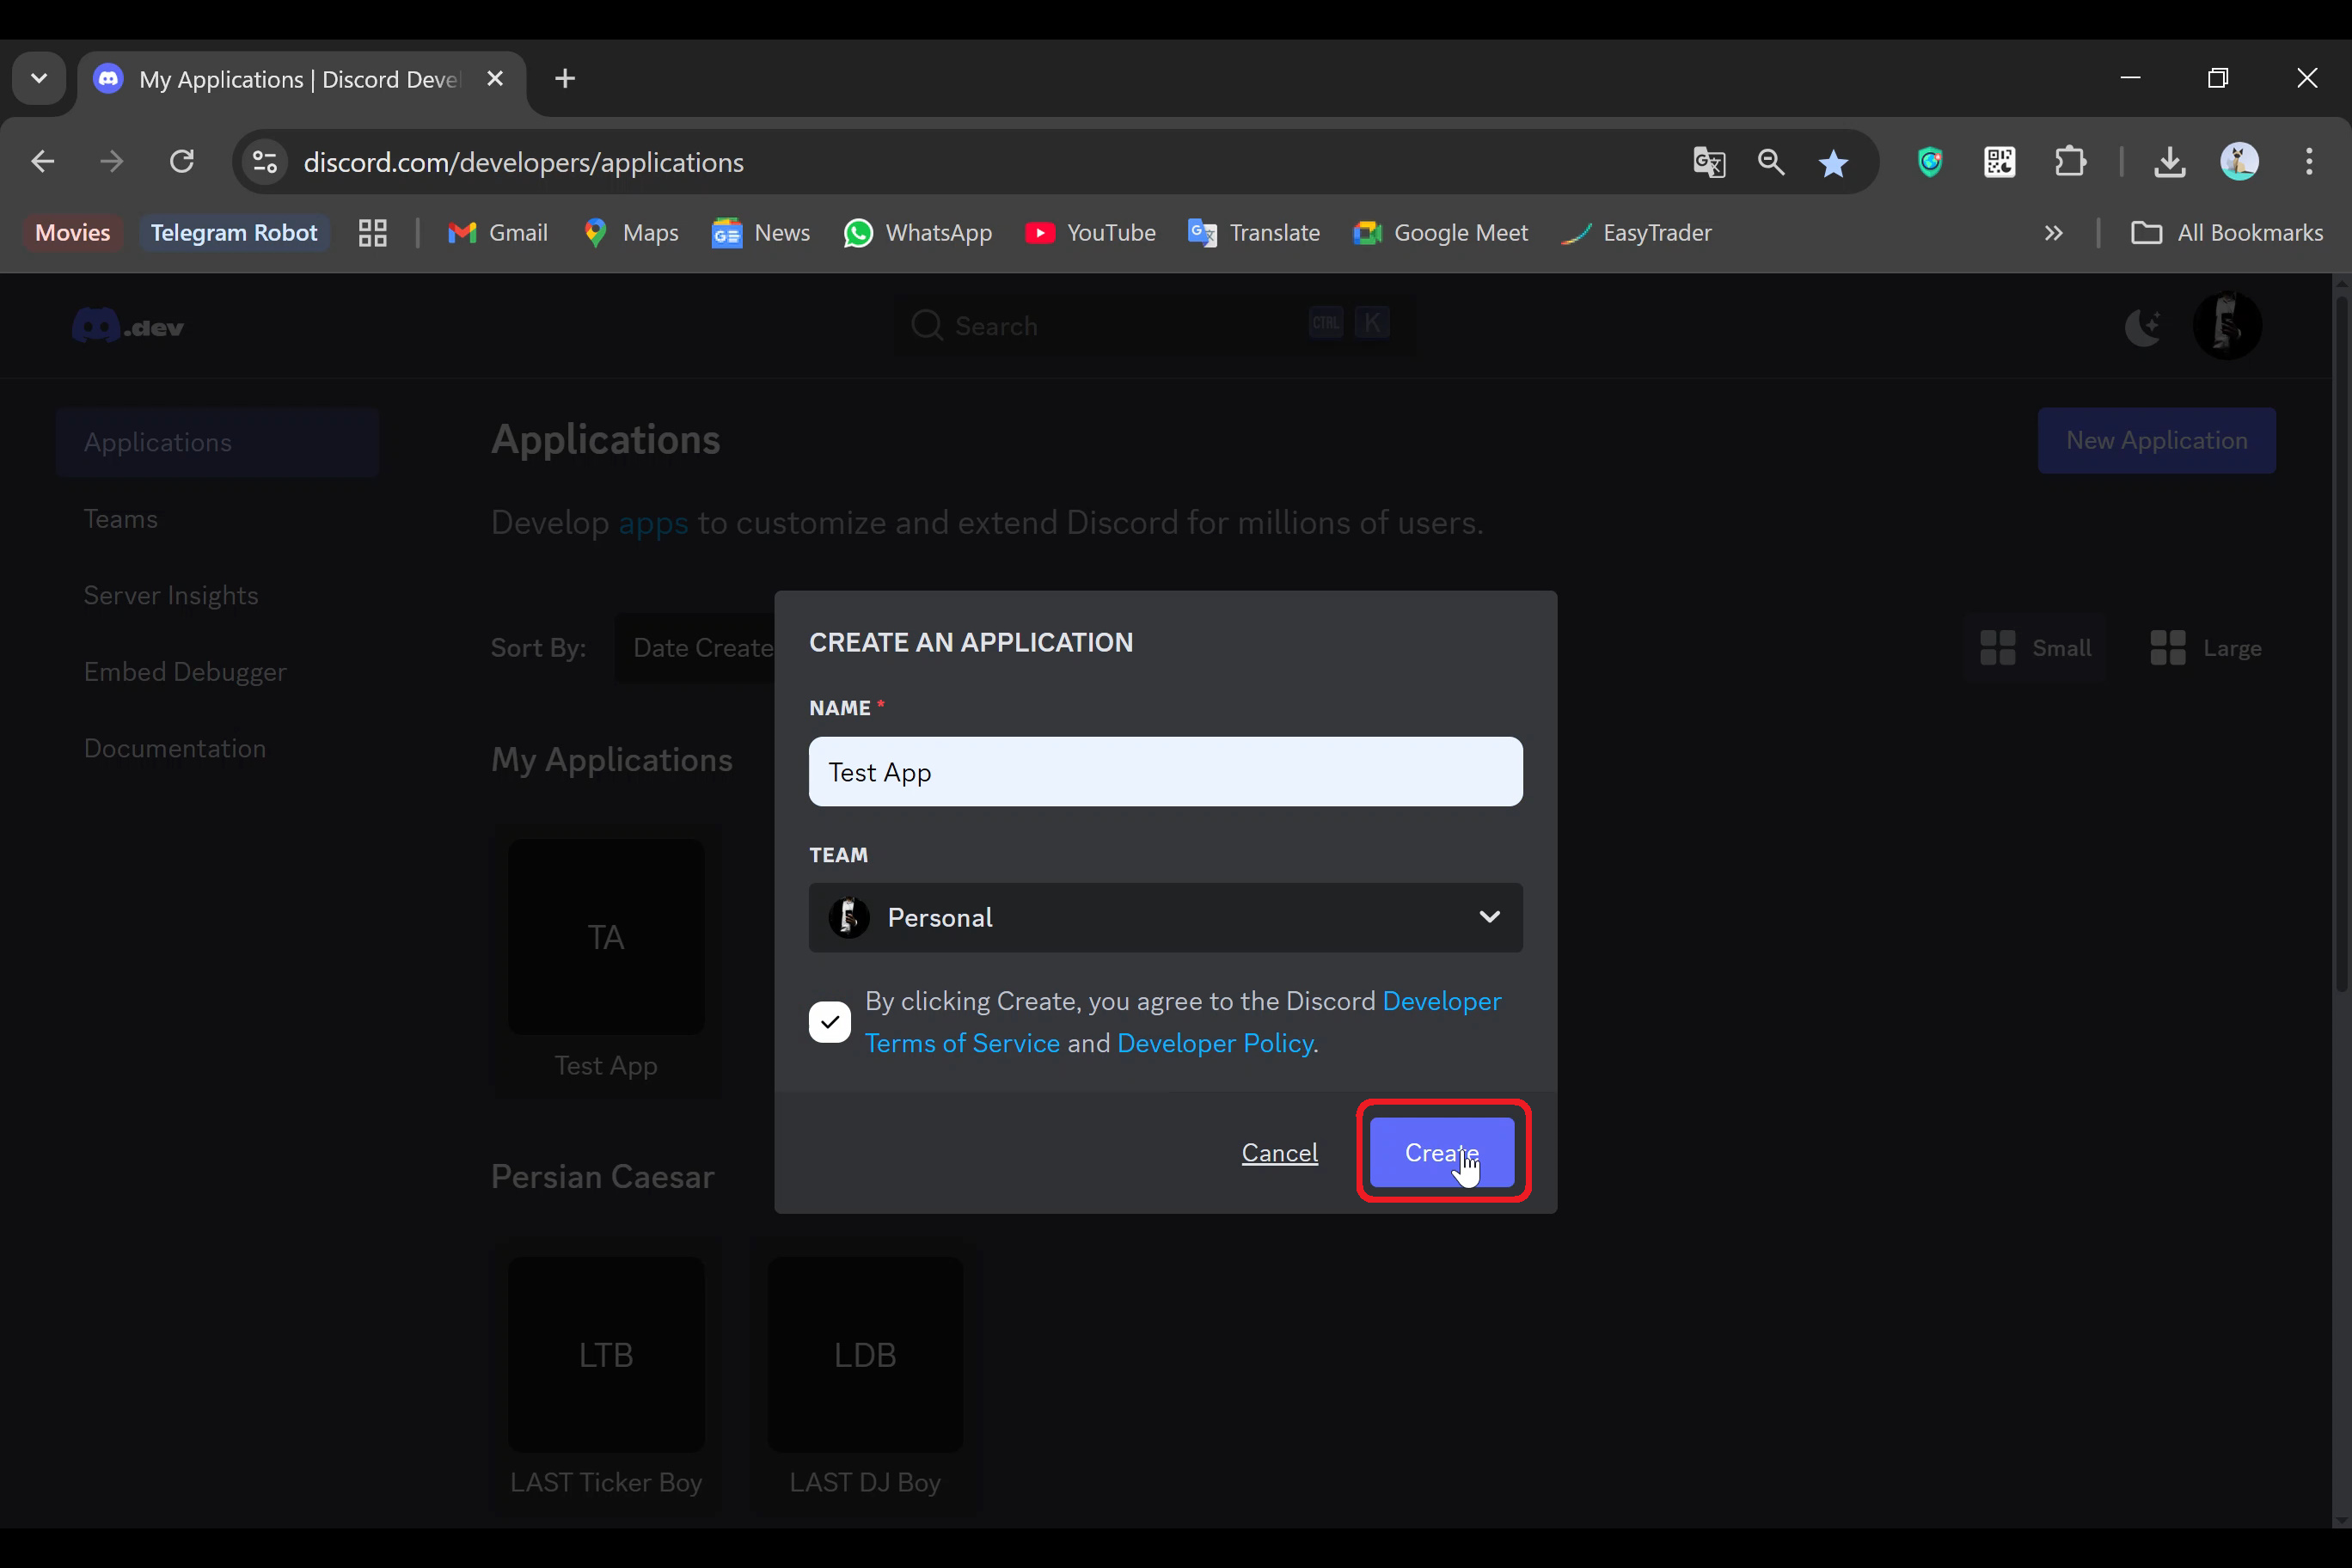 My Applications | Discord Devel
discord.com/developers/applications
Movies
Telegram Robot
Gmail
Maps
News
WhatsApp
YouTube
Translate
Google Meet
EasyTrader
All Bookmarks
.dev
Search
CTRL K
Applications
Teams
Server Insights
Embed Debugger
Documentation
Applications
New Application
Develop apps to customize and extend Discord for millions of users.
Sort By:
Date Create
Small
Large
My Applications
TA
Test App
Persian Caesar
LTB
LAST Ticker Boy
LDB
LAST DJ Boy
CREATE AN APPLICATION
NAME *
Test App
TEAM
Personal
By clicking Create, you agree to the Discord Developer
Terms of Service and Developer Policy.
Cancel
Create